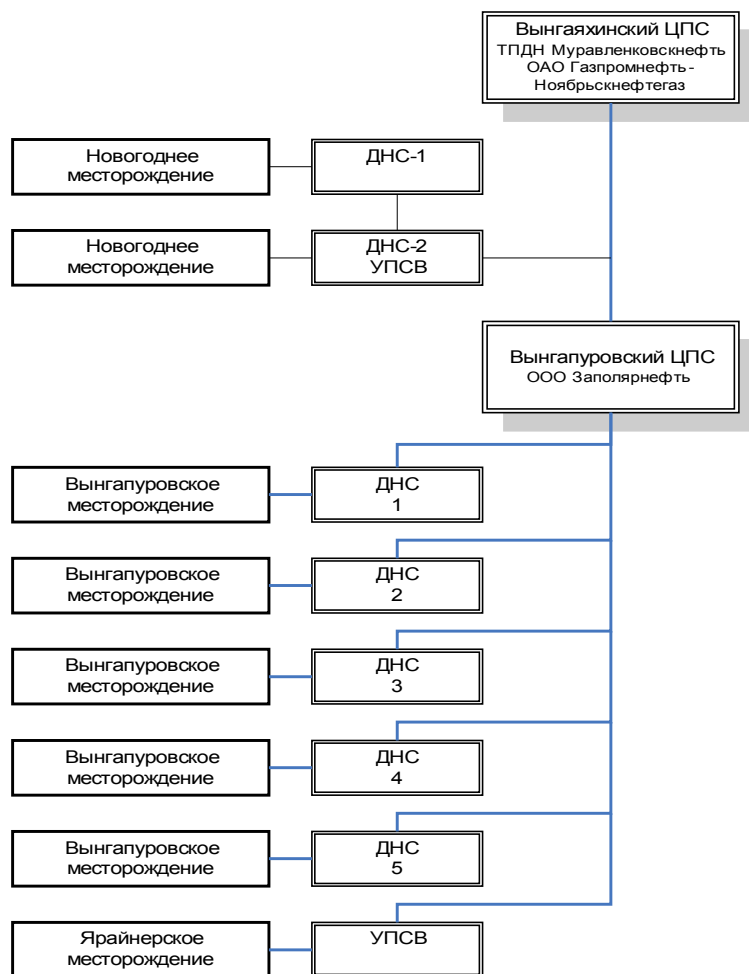 Вынгаяхинский ЦПС
ТПДН Муравленковскнефть
ОАО Газпромнефть-
Ноябрьскнефтегаз
Новогоднее
месторождение
ДНС-1
Новогоднее
месторождение
ДНС-2
УПСВ
Вынгапуровский ЦПС
ООО Заполярнефть
Вынгапуровское
месторождение
ДНС
1
Вынгапуровское
месторождение
ДНС
2
Вынгапуровское
месторождение
ДНС
3
Вынгапуровское
месторождение
ДНС
4
Вынгапуровское
месторождение
ДНС
5
Ярайнерское
месторождение
УПСВ